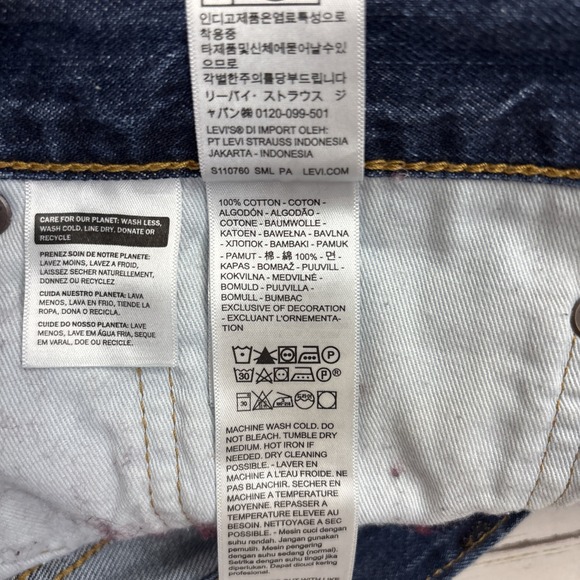 인디고제품은염료특성으로
착용중
타제품및신체에묻어날수있으므로
각별한주의를당부드립니다
リーバイ・ストラウス ジ
ャパン㈱ 0120-099-501
LEVI'S® DI IMPORT OLEH:
PT LEVI STRAUSS INDONESIA
JAKARTA - INDONESIA
S110760 SML PA LEVI.COM
CARE FOR OUR PLANET: WASH LESS,
WASH COLD, LINE DRY, DONATE OR
RECYCLE
PRENEZ SOIN DE NOTRE PLANETE:
LAVEZ MOINS, LAVEZ A FROID,
LAISSEZ SECHER NATURELLEMENT,
DONNEZ OU RECYCLEZ
CUIDA NUESTRO PLANETA: LAVA
MENOS, LAVA EN FRIO, TIENDE LA
ROPA, DONA O RECICLA.
CUIDE DO NOSSO PLANETA: LAVE
MENOS, LAVE EM ÁGUA FRIA, SEQUE
EM VARAL, DOE OU RECICLE.
100% COTTON - COTON -
ALGODÓN - ALGODÃO -
COTONE - BAUMWOLLE -
KATOEN - BAWEŁNA - BAVLNA
- ХЛОПОК - BAMBAKI - PAMUK
- PAMUT - 棉 - 綿 100% - 면 -
KAPAS - BOMBAŽ - PUUVILL -
KOKVILNA - MEDVILNĖ -
BOMULD - PUUVILLA -
BOMULL - BUMBAC
EXCLUSIVE OF DECORATION
- EXCLUANT L'ORNEMENTA-
TION
P
30 P®
30
MACHINE WASH COLD. DO
NOT BLEACH. TUMBLE DRY
MEDIUM. HOT IRON IF
NEEDED. DRY CLEANING
POSSIBLE. - LAVER EN
MACHINE A L'EAU FROIDE. NE
PAS BLANCHIR. SECHER EN
MACHINE A TEMPERATURE
MOYENNE. REPASSER A
TEMPERATURE ELEVEE AU
BESOIN. NETTOYAGE A SEC
POSSIBLE. - Cuci dengan mesin
suhu rendah. Jangan gunakan
pemutih. Mesin pengering
dengan suhu sedang (normal).
Setrika dengan suhu tinggi jika
diperlukan. Dapat di dry clean.
WITH LIKE